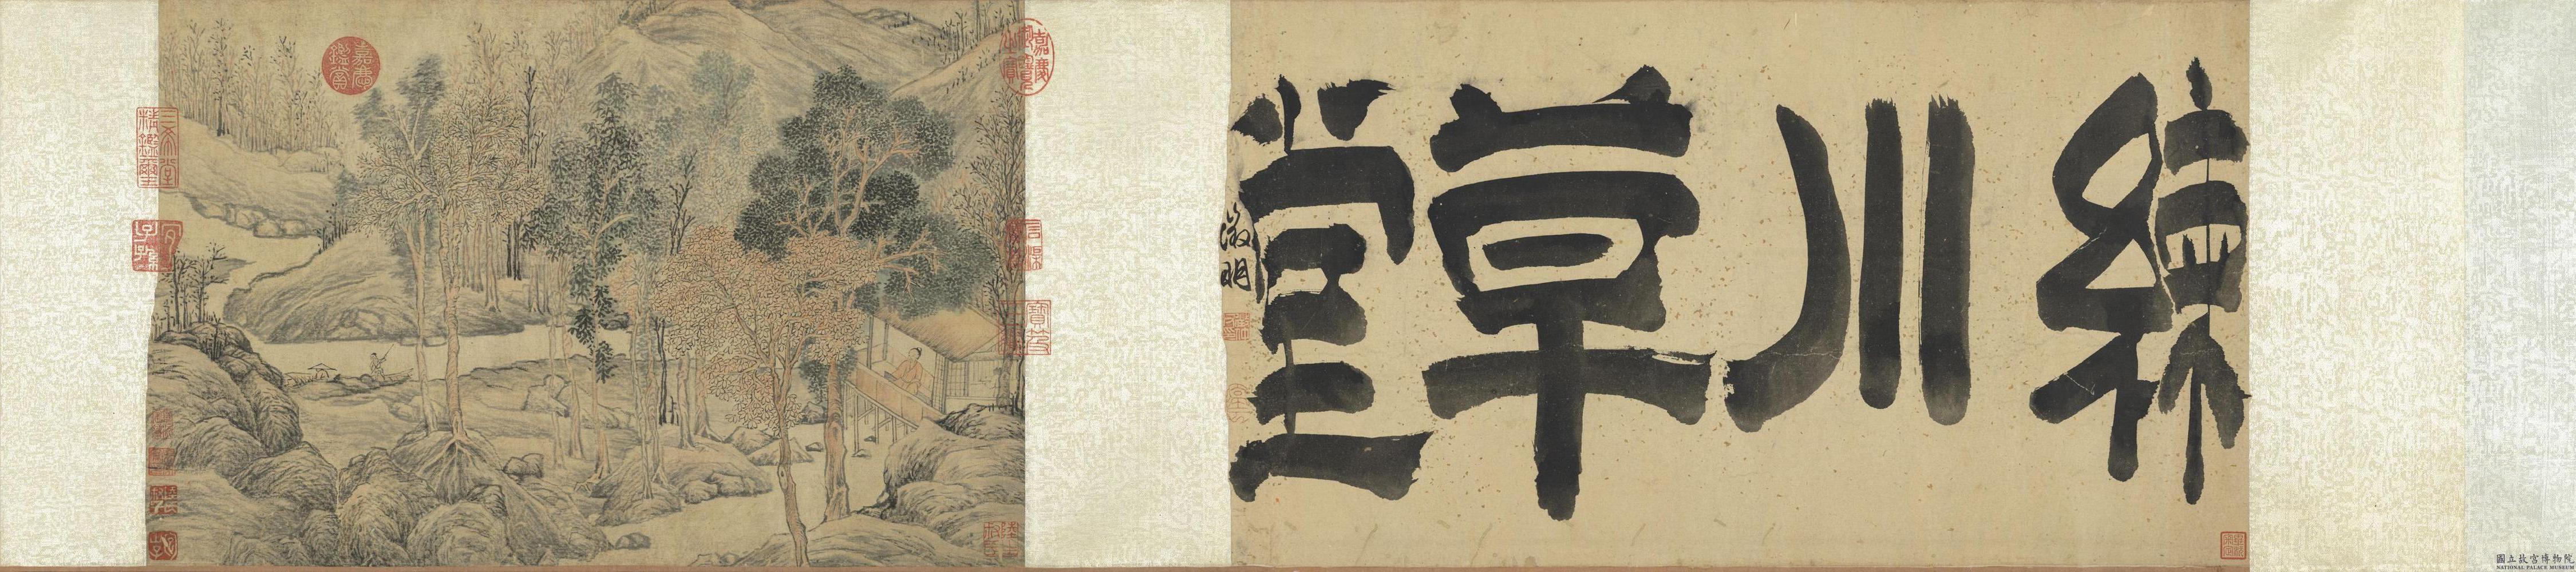 練川草堂
徵明
嘉慶御覽之寶
石渠
寶笈
嘉慶鑑賞
三希堂精鑑璽
宜子孫
國立故宮博物院
NATIONAL PALACE MUSEUM